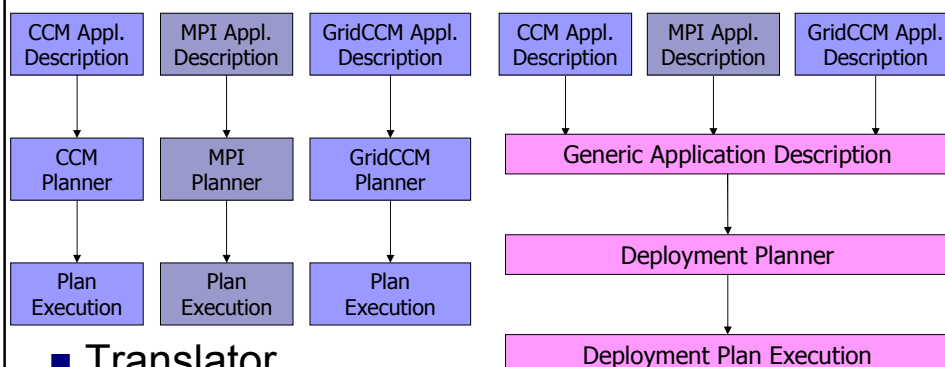 CCM Appl.
Description
MPI Appl.
Description
GridCCM Appl.
Description
CCM
Planner
MPI
Planner
GridCCM
Planner
Plan
Execution
Plan
Execution
Plan
Execution
CCM Appl.
Description
MPI Appl.
Description
GridCCM Appl.
Description
Generic Application Description
Deployment Planner
Deployment Plan Execution
Translator